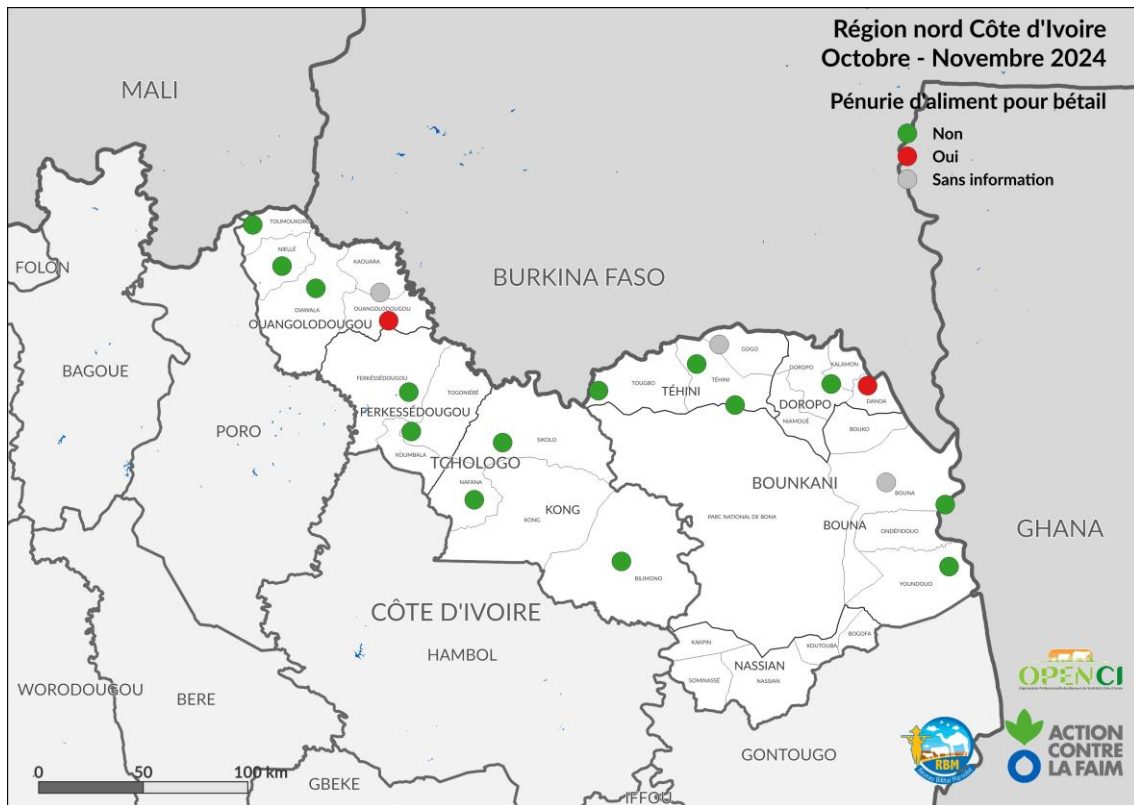 Région nord Côte d'Ivoire
Octobre - Novembre 2024
Pénurie d'aliment pour bétail
Non
Oui
Sans information
MALI
BURKINA FASO
GHANA
FOLON
BAGOUE
PORO
TOUMOUKORO
NIELLÉ
KAOUARA
DIAWALA
OUANGOLODOUGOU
OUANGOLODOUGOU
FERKÉSSÉDOUGOU
TOGONIÉRÉ
FERKESSÉDOUGOU
KOUMBALA
TCHOLOGO
SIKOLO
NAFANA
KONG
KONG
BILIMONO
TOUGBO
TÉHINI
TÉHINI
GOGO
DOROPO
KALAMON
DOROPO
DANOA
NIAMOUÉ
BOUKO
BOUNKANI
BOUNA
PARC NATIONAL DE BONA
BOUNA
ONDÉFIDOUO
YOUNDOUO
KAKPIN
KOUTOUBA
BOGOFA
NASSIAN
SOMINASSÉ
NASSIAN
CÔTE D'IVOIRE
HAMBOL
WORODOUGOU
BERE
GBEKE
IFFOU
GONTOUGO
0 50 100 km
OPENCI
RBM
ACTION
CONTRE
LA FAIM